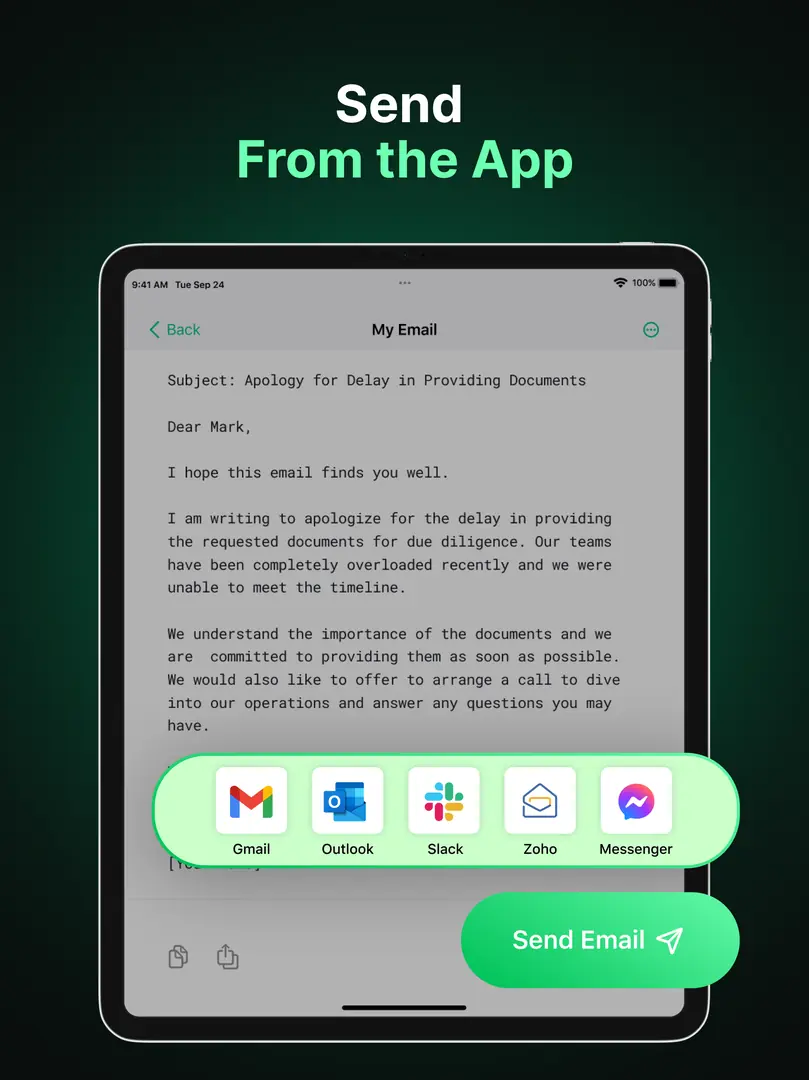 Send
From the App
9:41 AM Tue Sep 24
100%
Back
My Email
Subject: Apology for Delay in Providing Documents
Dear Mark,
I hope this email finds you well.
I am writing to apologize for the delay in providing
the requested documents for due diligence. Our teams
have been completely overloaded recently and we were
unable to meet the timeline.
We understand the importance of the documents and we
are committed to providing them as soon as possible.
We would also like to offer to arrange a call to dive
into our operations and answer any questions you may
have.
Gmail
Outlook
Slack
Zoho
Messenger
Send Email